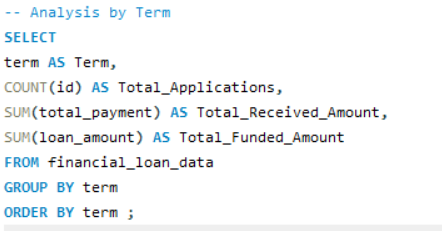 -- Analysis by Term
SELECT
term AS Term,
COUNT(id) AS Total_Applications,
SUM(total_payment) AS Total_Received_Amount,
SUM(loan_amount) AS Total_Funded_Amount
FROM financial_loan_data
GROUP BY term
ORDER BY term ;